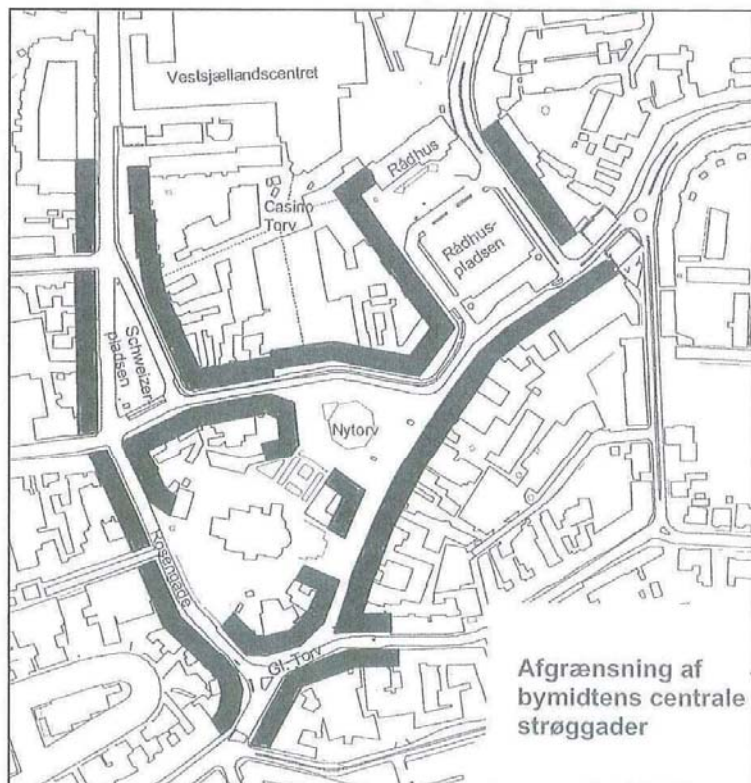 Vestsjællandscentret
Rådhus
Casino
Torv
Rådhus-
pladsen
Schweizer
pladsen
Nytorv
Rosengade
Gl. Torv
Afgrænsning af
bymidtens centrale
strøggader